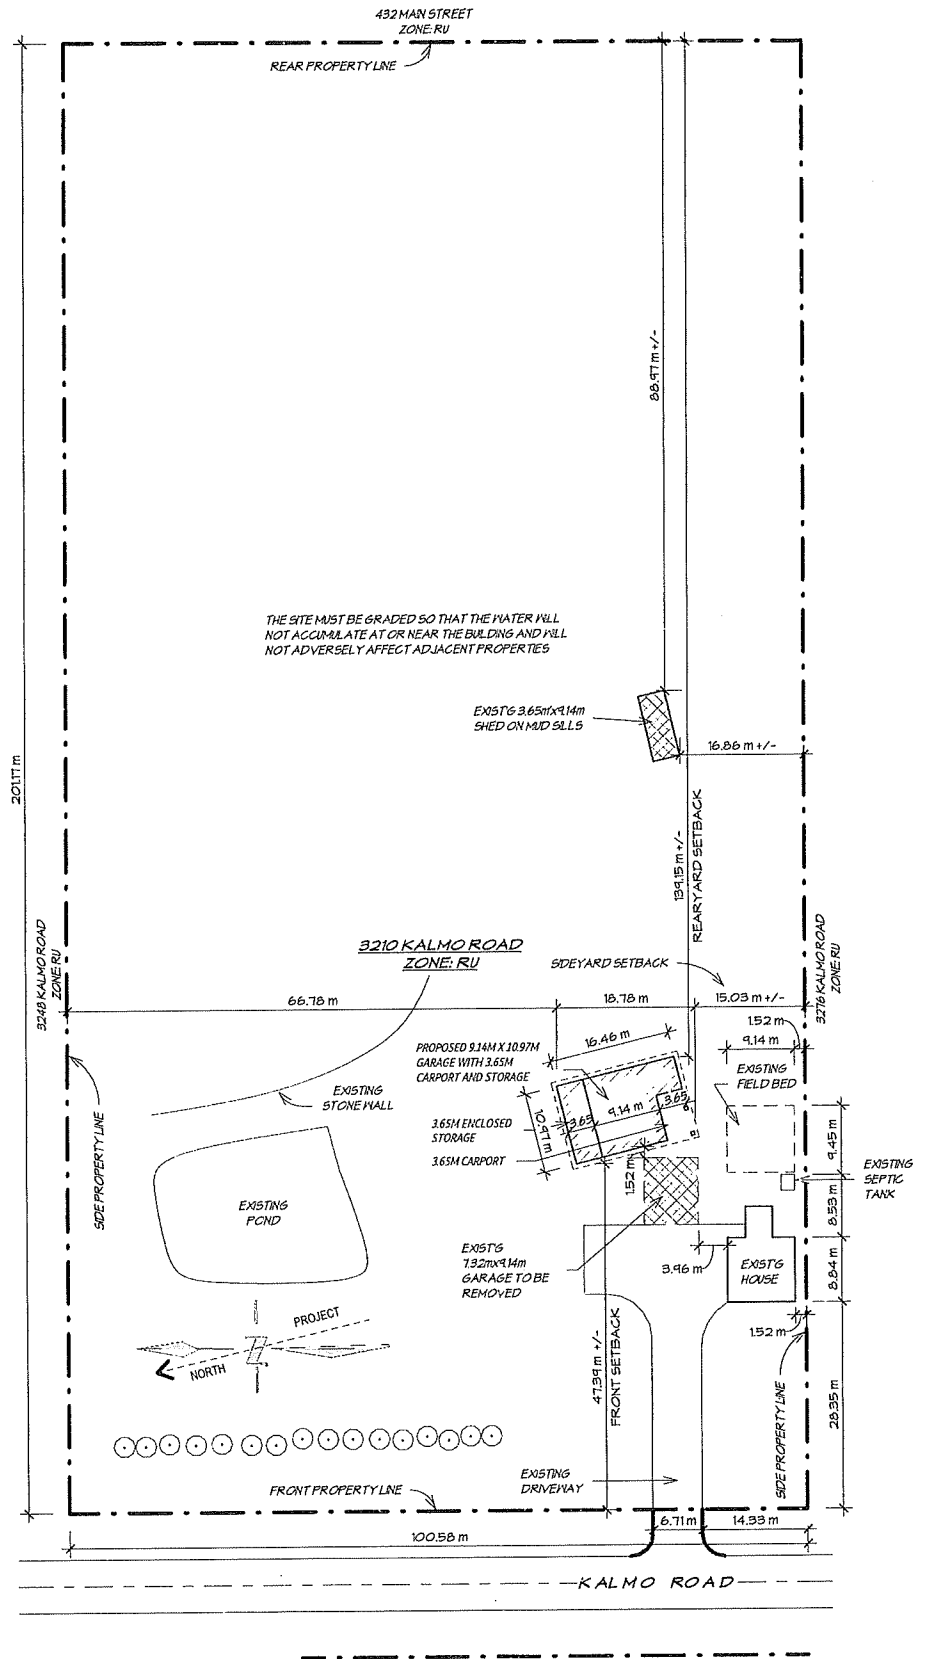 432 MAIN STREET
ZONE: RU
REAR PROPERTY LINE
88.97 m +/-
THE SITE MUST BE GRADED SO THAT THE WATER WILL
NOT ACCUMULATE AT OR NEAR THE BUILDING AND WILL
NOT ADVERSELY AFFECT ADJACENT PROPERTIES
EXIST'G 3.65mx9.14m
SHED ON MUD SILLS
16.86 m +/-
201.17 m
139.15 m +/-
REARYARD SETBACK
3210 KALMO ROAD
ZONE: RU
SIDEYARD SETBACK
3248 KALMO ROAD
ZONE: RU
3276 KALMO ROAD
ZONE: RU
66.78 m
18.78 m
15.03 m +/-
1.52 m
9.14 m
16.46 m
PROPOSED 9.14M X 10.97M
GARAGE WITH 3.65M
CARPORT AND STORAGE
EXISTING
FIELD BED
EXISTING
STONE WALL
3.65M ENCLOSED
STORAGE
3.65M CARPORT
10.97 m
3.65
9.14 m
3.65
9.45 m
SIDE PROPERTY LINE
EXISTING
SEPTIC
TANK
1.52 m
8.53 m
EXISTING
POND
EXIST'G
7.32mx9.14m
GARAGE TO BE
REMOVED
3.96 m
EXIST'G
HOUSE
8.84 m
PROJECT
NORTH
1.52 m
47.39 m +/-
FRONT SETBACK
28.35 m
SIDE PROPERTY LINE
FRONT PROPERTY LINE
EXISTING
DRIVEWAY
6.71 m
14.33 m
100.58 m
KALMO ROAD